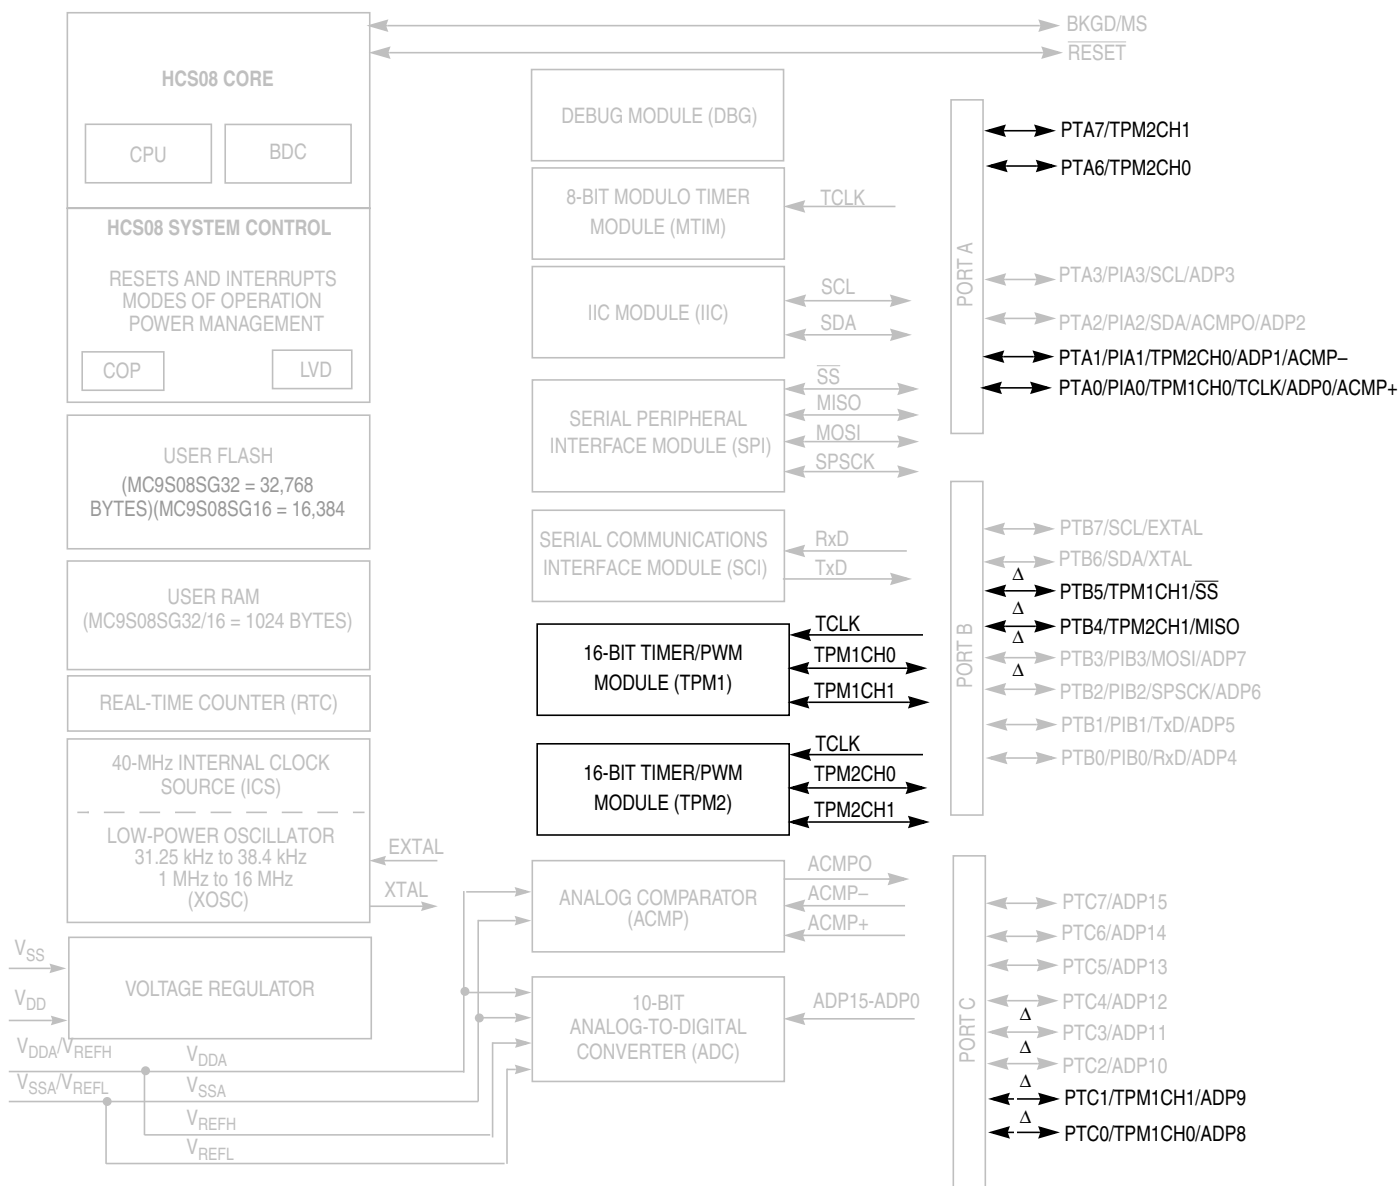 BKGD/MS
RESET
HCS08 CORE
CPU
BDC
HCS08 SYSTEM CONTROL
RESETS AND INTERRUPTS
MODES OF OPERATION
POWER MANAGEMENT
COP
LVD
USER FLASH
(MC9S08SG32 = 32,768
BYTES)(MC9S08SG16 = 16,384
USER RAM
(MC9S08SG32/16 = 1024 BYTES)
REAL-TIME COUNTER (RTC)
40-MHz INTERNAL CLOCK
SOURCE (ICS)
LOW-POWER OSCILLATOR
31.25 kHz to 38.4 kHz
1 MHz to 16 MHz
(XOSC)
EXTAL
XTAL
VSS
VDD
VOLTAGE REGULATOR
VDDA/VREFH
VSSA/VREFL
VDDA
VSSA
VREFH
VREFL
DEBUG MODULE (DBG)
8-BIT MODULO TIMER
MODULE (MTIM)
TCLK
IIC MODULE (IIC)
SCL
SDA
SERIAL PERIPHERAL
INTERFACE MODULE (SPI)
SS
MISO
MOSI
SPSCK
SERIAL COMMUNICATIONS
INTERFACE MODULE (SCI)
RxD
TxD
16-BIT TIMER/PWM
MODULE (TPM1)
TCLK
TPM1CH0
TPM1CH1
16-BIT TIMER/PWM
MODULE (TPM2)
TCLK
TPM2CH0
TPM2CH1
ANALOG COMPARATOR
(ACMP)
ACMPO
ACMP–
ACMP+
10-BIT
ANALOG-TO-DIGITAL
CONVERTER (ADC)
ADP15-ADP0
PORT A
PTA7/TPM2CH1
PTA6/TPM2CH0
PTA3/PIA3/SCL/ADP3
PTA2/PIA2/SDA/ACMPO/ADP2
PTA1/PIA1/TPM2CH0/ADP1/ACMP–
PTA0/PIA0/TPM1CH0/TCLK/ADP0/ACMP+
PORT B
PTB7/SCL/EXTAL
PTB6/SDA/XTAL
Δ
PTB5/TPM1CH1/SS
Δ
PTB4/TPM2CH1/MISO
Δ
PTB3/PIB3/MOSI/ADP7
Δ
PTB2/PIB2/SPSCK/ADP6
PTB1/PIB1/TxD/ADP5
PTB0/PIB0/RxD/ADP4
PORT C
PTC7/ADP15
PTC6/ADP14
PTC5/ADP13
PTC4/ADP12
Δ
PTC3/ADP11
Δ
PTC2/ADP10
Δ
PTC1/TPM1CH1/ADP9
Δ
PTC0/TPM1CH0/ADP8